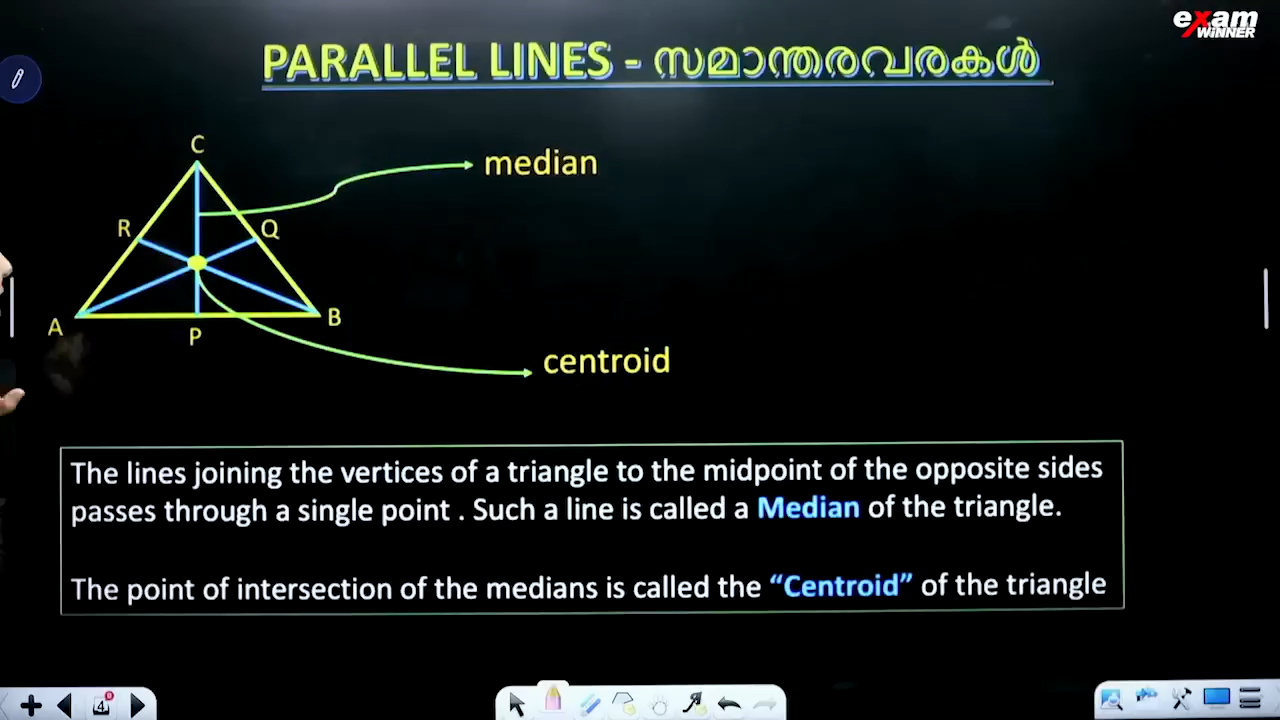 exam
WINNER
PARALLEL LINES - സമാന്തരവരകൾ
C
median
R
Q
A
P
B
centroid
The lines joining the vertices of a triangle to the midpoint of the opposite sides
passes through a single point . Such a line is called a Median of the triangle.
The point of intersection of the medians is called the “Centroid” of the triangle
4